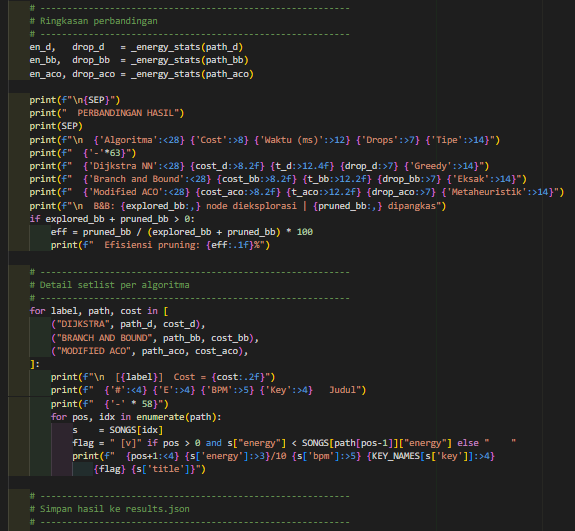 # ------------------------------------------------------------
# Ringkasan perbandingan
# ------------------------------------------------------------
en_d,   drop_d   = _energy_stats(path_d)
en_bb,  drop_bb  = _energy_stats(path_bb)
en_aco, drop_aco = _energy_stats(path_aco)

print(f"\n{SEP}")
print("  PERBANDINGAN HASIL")
print(SEP)
print(f"\n  {'Algoritma':<28} {'Cost':>8} {'Waktu (ms)':>12} {'Drops':>7} {'Tipe':>14}")
print(f"  {'-'*63}")
print(f"  {'Dijkstra NN':<28} {cost_d:>8.2f} {t_d:>12.4f} {drop_d:>7} {'Greedy':>14}")
print(f"  {'Branch and Bound':<28} {cost_bb:>8.2f} {t_bb:>12.2f} {drop_bb:>7} {'Eksak':>14}")
print(f"  {'Modified ACO':<28} {cost_aco:>8.2f} {t_aco:>12.2f} {drop_aco:>7} {'Metaheuristik':>14}")
print(f"\n  B&B: {explored_bb:,} node dieksplorasi | {pruned_bb:,} dipangkas")
if explored_bb + pruned_bb > 0:
    eff = pruned_bb / (explored_bb + pruned_bb) * 100
    print(f"  Efisiensi pruning: {eff:.1f}%")

# ------------------------------------------------------------
# Detail setlist per algoritma
# ------------------------------------------------------------
for label, path, cost in [
    ("DIJKSTRA", path_d, cost_d),
    ("BRANCH AND BOUND", path_bb, cost_bb),
    ("MODIFIED ACO", path_aco, cost_aco),
]:
    print(f"\n  [{label}]  Cost = {cost:.2f}")
    print(f"  {'#':<4} {'E':>4} {'BPM':>5} {'Key':>4}   Judul")
    print(f"  {'-' * 58}")
    for pos, idx in enumerate(path):
        s    = SONGS[idx]
        flag = " [v]" if pos > 0 and s["energy"] < SONGS[path[pos-1]]["energy"] else "    "
        print(f"  {pos+1:<4} {s['energy']:>3}/10 {s['bpm']:>5} {KEY_NAMES[s['key']]:>4}
            {flag} {s['title']}")

# ------------------------------------------------------------
# Simpan hasil ke results.json
# ------------------------------------------------------------